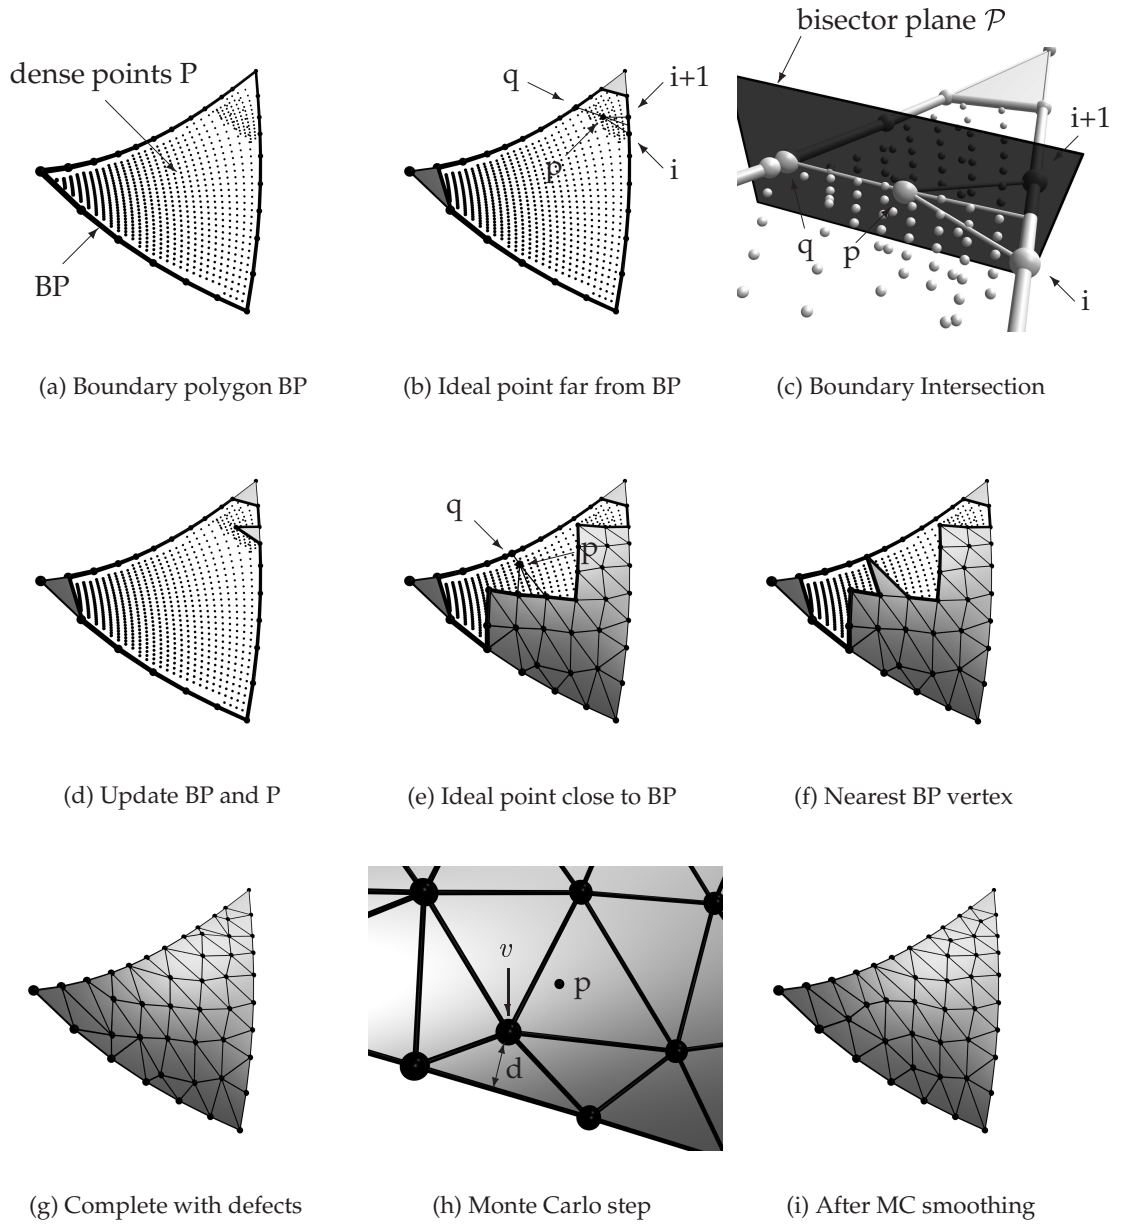 bisector plane 𝒫
dense points P
BP
(a) Boundary polygon BP
q
i+1
p
i
(b) Ideal point far from BP
i+1
q
p
i
(c) Boundary Intersection
(d) Update BP and P
q
p
(e) Ideal point close to BP
(f) Nearest BP vertex
(g) Complete with defects
v
p
d
(h) Monte Carlo step
(i) After MC smoothing